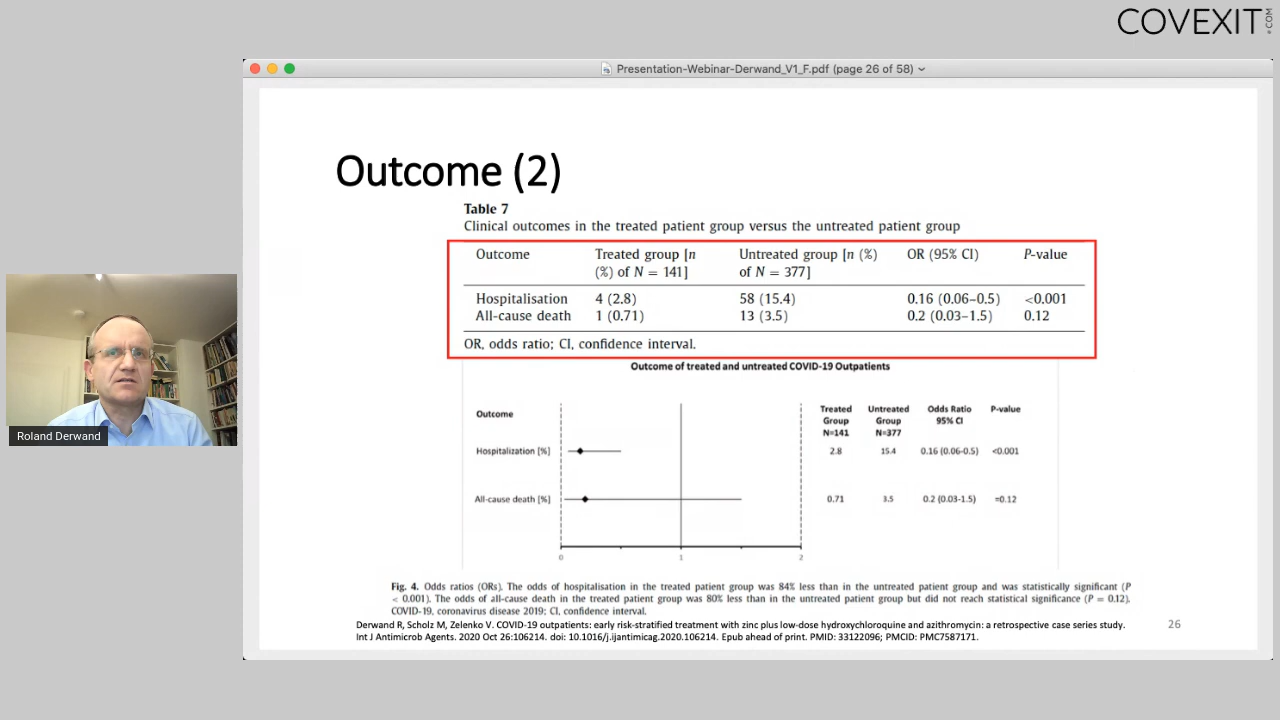 COVEXIT
.COM
Presentation-Webinar-Derwand_V1_F.pdf (page 26 of 58)
Outcome (2)
Table 7
Clinical outcomes in the treated patient group versus the untreated patient group
Outcome Treated group [n Untreated group [n (%) OR (95% CI) P-value
(%) of N = 141] of N = 377]
Hospitalisation 4 (2.8) 58 (15.4) 0.16 (0.06–0.5) <0.001
All-cause death 1 (0.71) 13 (3.5) 0.2 (0.03–1.5) 0.12
OR, odds ratio; CI, confidence interval.
Outcome of treated and untreated COVID-19 Outpatients
Outcome Treated Untreated Odds Ratio P-value
Group Group 95% CI
N=141 N=377
Hospitalization [%] 2.8 15.4 0.16 (0.06-0.5) <0.001
All-cause death [%] 0.71 3.5 0.2 (0.03-1.5) =0.12
0 1 2
Fig. 4. Odds ratios (ORs). The odds of hospitalisation in the treated patient group was 84% less than in the untreated patient group and was statistically significant (P
< 0.001). The odds of all-cause death in the treated patient group was 80% less than in the untreated patient group but did not reach statistical significance (P = 0.12).
COVID-19, coronavirus disease 2019; CI, confidence interval.
Derwand R, Scholz M, Zelenko V. COVID-19 outpatients: early risk-stratified treatment with zinc plus low-dose hydroxychloroquine and azithromycin: a retrospective case series study.
Int J Antimicrob Agents. 2020 Oct 26:106214. doi: 10.1016/j.ijantimicag.2020.106214. Epub ahead of print. PMID: 33122096; PMCID: PMC7587171.
26
Roland Derwand